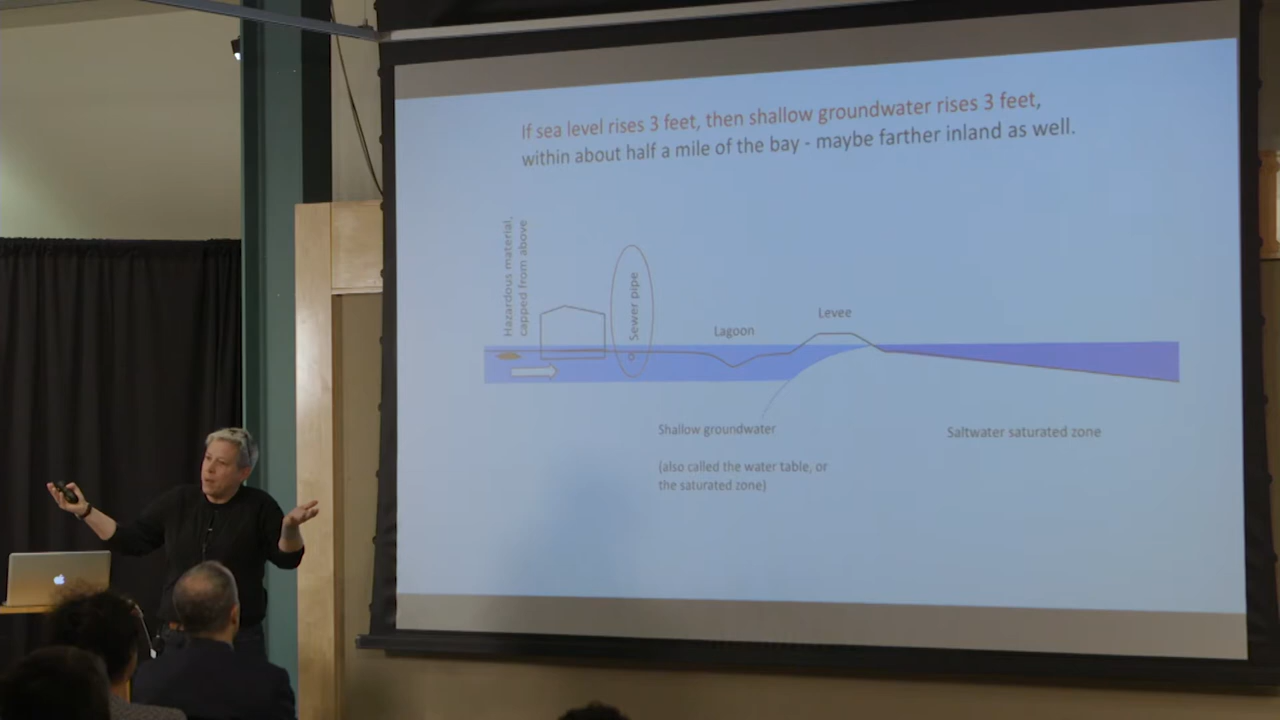 If sea level rises 3 feet, then shallow groundwater rises 3 feet,
within about half a mile of the bay - maybe farther inland as well.
Hazardous material,
capped from above
Sewer pipe
Lagoon
Levee
Shallow groundwater
(also called the water table, or
the saturated zone)
Saltwater saturated zone